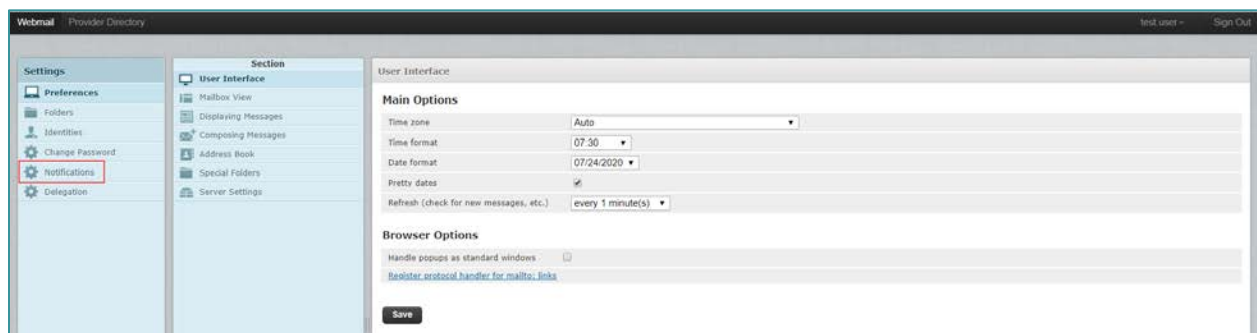 Webmail Provider Directory test user Sign Out
Settings
Preferences
Folders
Identities
Change Password
Notifications
Delegation
Section
User Interface
Mailbox View
Displaying Messages
Composing Messages
Address Book
Special Folders
Server Settings
User Interface
Main Options
Time zone Auto
Time format 07:30
Date format 07/24/2020
Pretty dates
Refresh (check for new messages, etc.) every 1 minute(s)
Browser Options
Handle popups as standard windows
Register protocol handler for mailto: links
Save